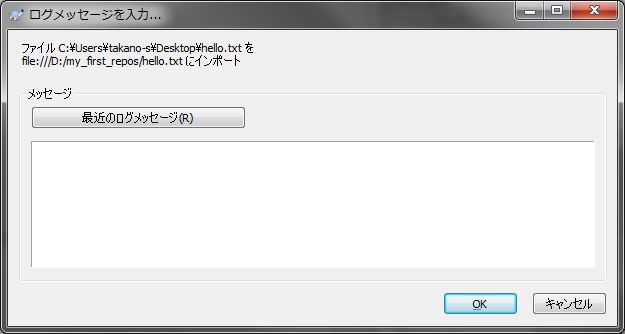 ログメッセージを入力...
ファイル C:¥Users¥takano-s¥Desktop¥hello.txt を
file:///D:/my_first_repos/hello.txt にインポート
メッセージ
最近のログメッセージ(R)
OK
キャンセル